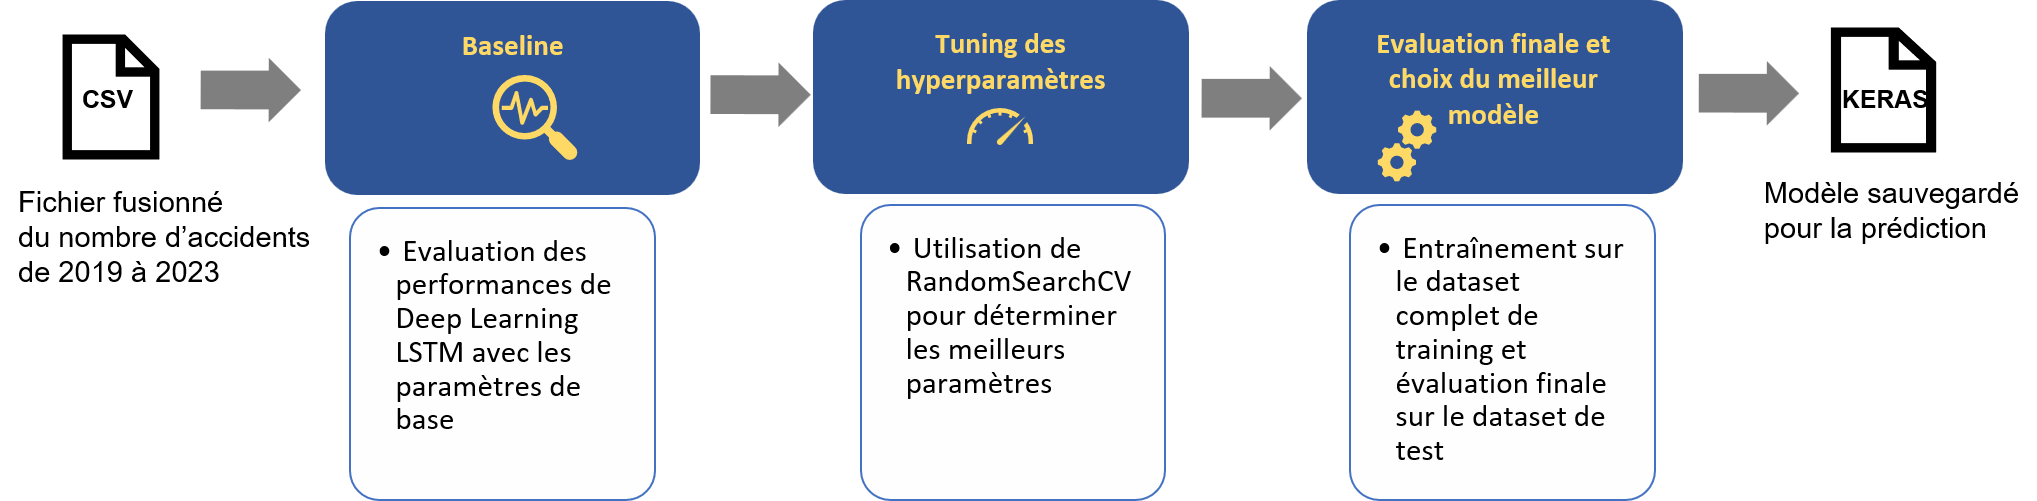 CSV
Fichier fusionné
du nombre d'accidents
de 2019 à 2023
Baseline
• Evaluation des
performances de
Deep Learning
LSTM avec les
paramètres de
base
Tuning des
hyperparamètres
• Utilisation de
RandomSearchCV
pour déterminer
les meilleurs
paramètres
Evaluation finale et
choix du meilleur
modèle
• Entraînement sur
le dataset
complet de
training et
évaluation finale
sur le dataset de
test
KERAS
Modèle sauvegardé
pour la prédiction